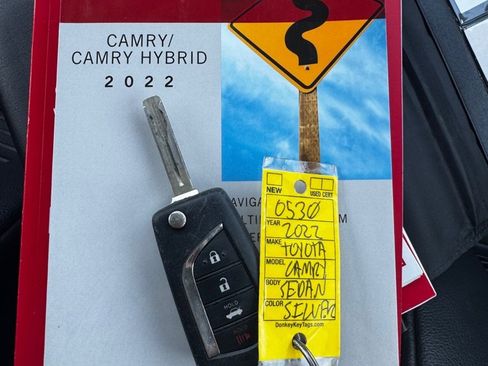 CAMRY/
CAMRY HYBRID
2022
NEW USED CERT
0530
YEAR 2022
MAKE TOYOTA
MODEL CAMRY
BODY SEDAN
COLOR SILVER
DonkeyKeyTags.com
HOLD